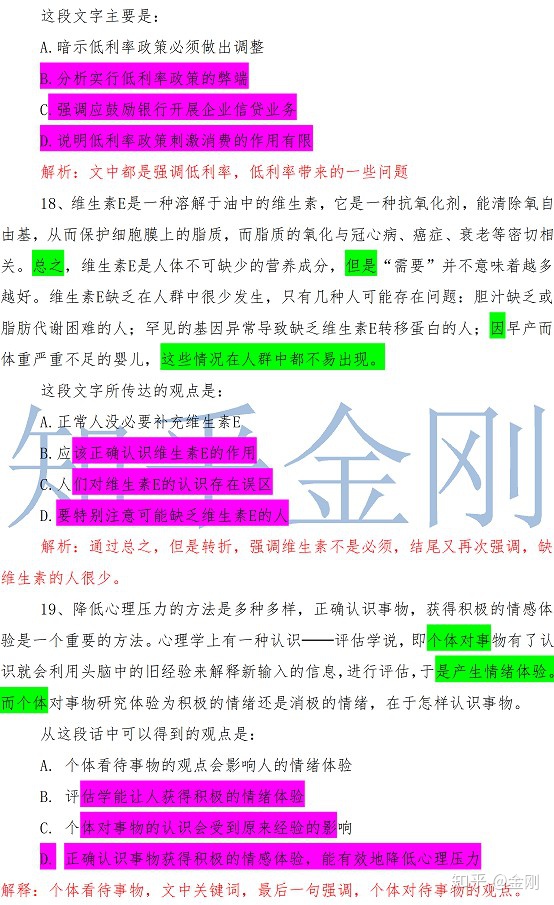 这段文字主要是：
A.暗示低利率政策必须做出调整
B.分析实行低利率政策的弊端
C.强调应鼓励银行开展企业信贷业务
D.说明低利率政策刺激消费的作用有限
解析：文中都是强调低利率，低利率带来的一些问题
18、维生素E是一种溶解于油中的维生素，它是一种抗氧化剂，能清除氧自
由基，从而保护细胞膜上的脂质，而脂质的氧化与冠心病、癌症、衰老等密切相
关。总之，维生素E是人体不可缺少的营养成分，但是“需要”并不意味着越多
越好。维生素E缺乏在人群中很少发生，只有几种人可能存在问题：胆汁缺乏或
脂肪代谢困难的人；罕见的基因异常导致缺乏维生素E转移蛋白的人；因早产而
体重严重不足的婴儿，这些情况在人群中都不易出现。
这段文字所传达的观点是：
A.正常人没必要补充维生素E
B.应该正确认识维生素E的作用
C.人们对维生素E的认识存在误区
D.要特别注意可能缺乏维生素E的人
解析：通过总之，但是转折，强调维生素不是必须，结尾又再次强调，缺
维生素的人很少。
19、降低心理压力的方法是多种多样，正确认识事物，获得积极的情感体
验是一个重要的方法。心理学上有一种认识——评估学说，即个体对事物有了认
识就会利用头脑中的旧经验来解释新输入的信息，进行评估，于是产生情绪体验。
而个体对事物研究体验为积极的情绪还是消极的情绪，在于怎样认识事物。
从这段话中可以得到的观点是：
A. 个体看待事物的观点会影响人的情绪体验
B. 评估学能让人获得积极的情绪体验
C. 个体对事物的认识会受到原来经验的影响
D. 正确认识事物获得积极的情感体验，能有效地降低心理压力
解释：个体看待事物，文中关键词，最后一句强调，个体对待事物的观点。
知乎金刚
知乎 @金刚